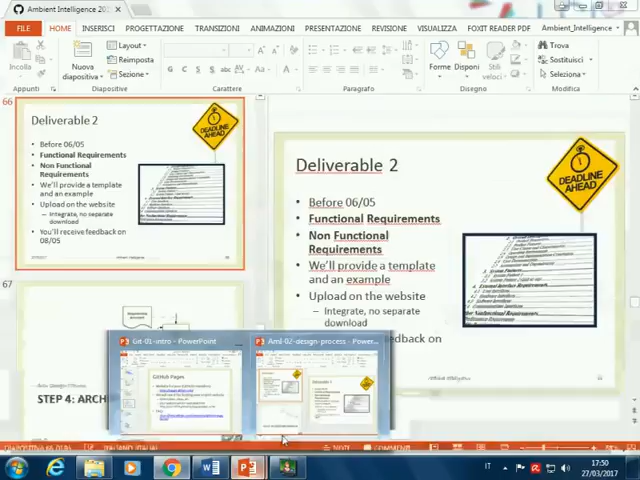 Ambient Intelligence 201
FILE
HOME
INSERISCI
PROGETTAZIONE
TRANSIZIONI
ANIMAZIONI
PRESENTAZIONE
REVISIONE
VISUALIZZA
FOXIT READER PDF
Ambient_Intelligence
Incolla
Nuova
diapositiva
Layout
Reimposta
Sezione
Forme
Disponi
Stili
veloci
Trova
Sostituisci
Seleziona
Appunti
Diapositive
Carattere
Paragrafo
Disegno
Modifica
66
Deliverable 2
DEADLINE
AHEAD
• Before 06/05
• Functional Requirements
• Non Functional
Requirements
• We'll provide a template
and an example
• Upload on the website
• Integrate, no separate
download
• You'll receive feedback on
08/05
67
STEP 4: ARCH
Deliverable 2
DEADLINE
AHEAD
• Before 06/05
• Functional Requirements
• Non Functional
Requirements
• We'll provide a template
and an example
• Upload on the website
• Integrate, no separate
download
feedback on
Git-01-intro - PowerPoint
AmI-02-design-process - Power...
GitHub Pages
NOTE
COMMENTI
IT
17:50
27/03/2017